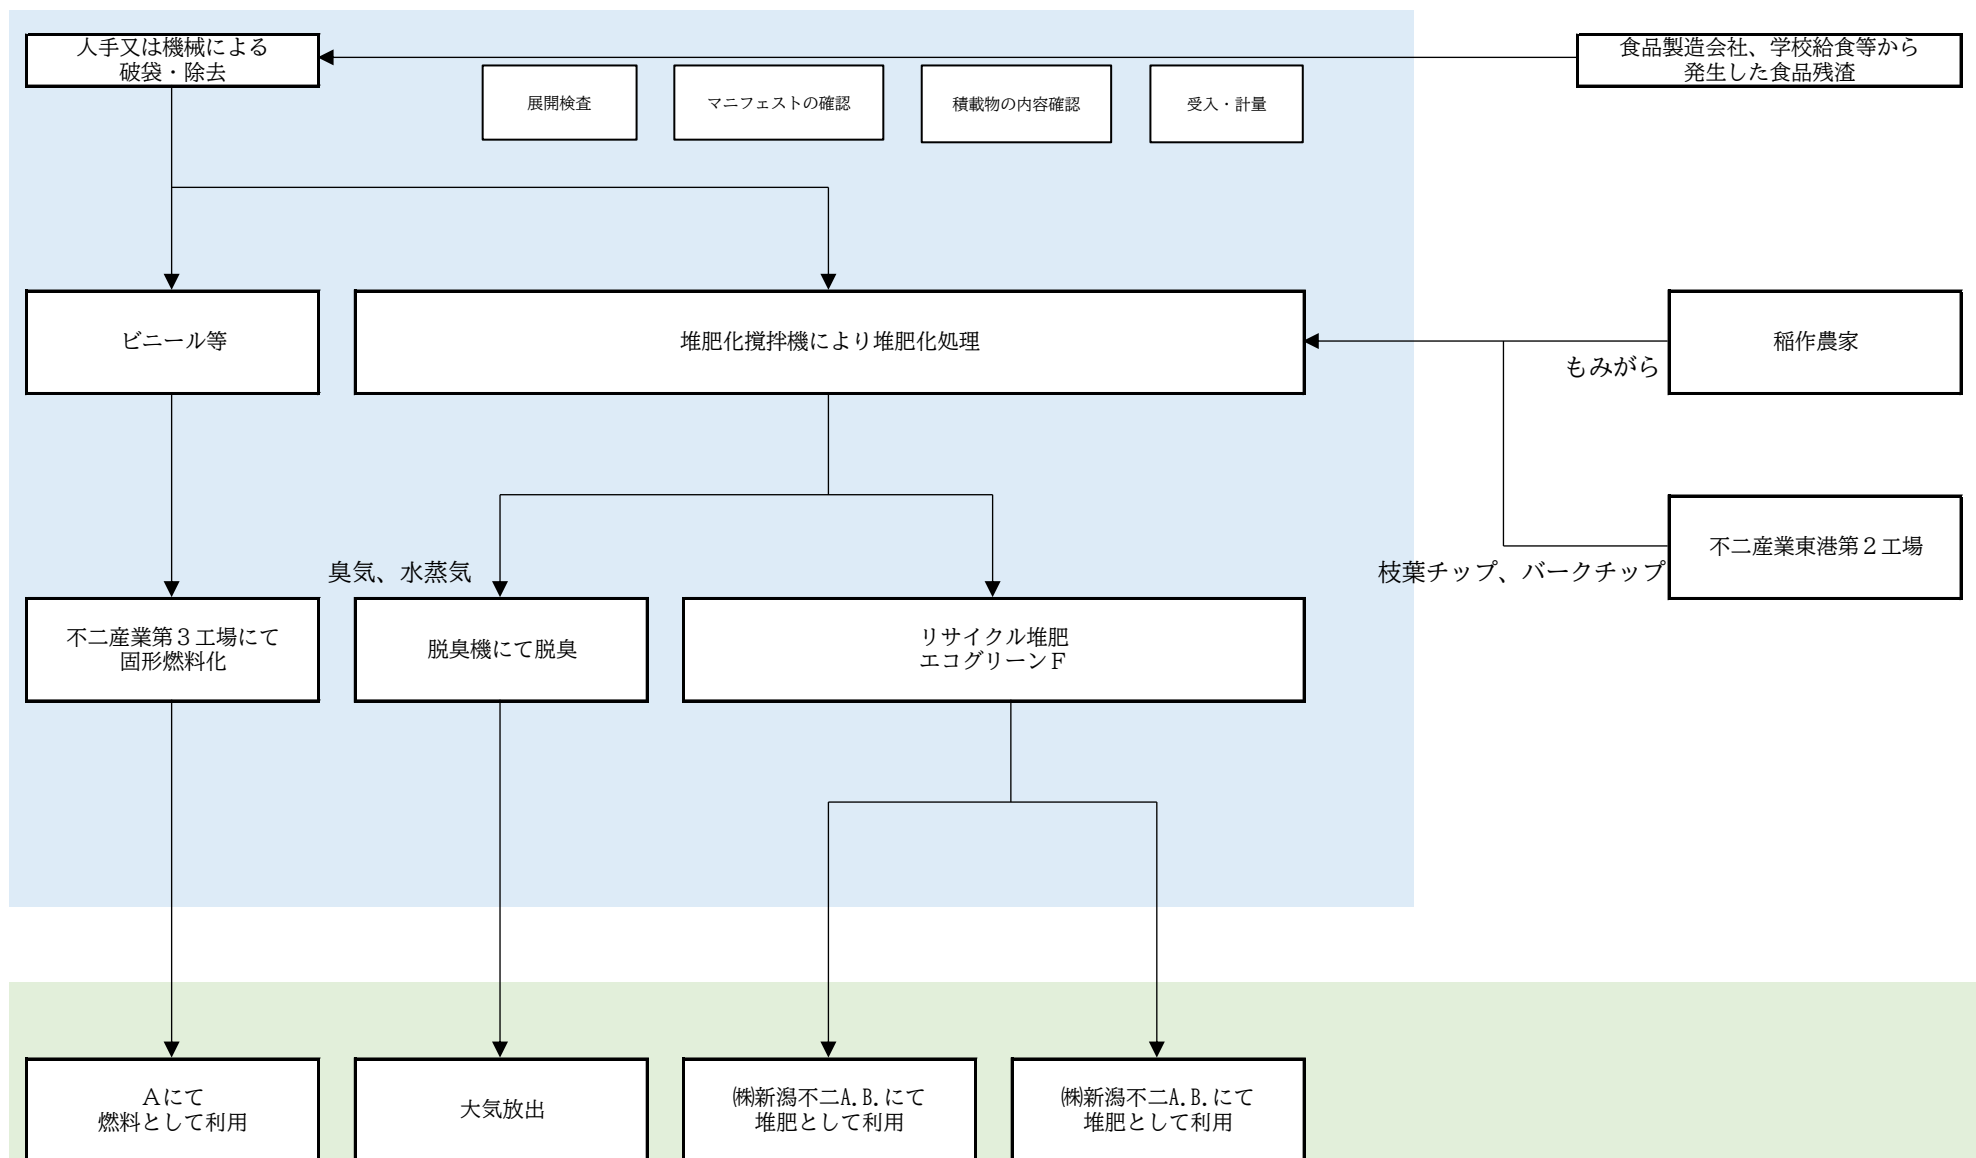 人手又は機械による
破袋・除去
食品製造会社、学校給食等から
発生した食品残渣
展開検査
マニフェストの確認
積載物の内容確認
受入・計量
ビニール等
堆肥化撹拌機により堆肥化処理
稲作農家
もみがら
不二産業東港第２工場
臭気、水蒸気
枝葉チップ、バークチップ
不二産業第３工場にて
固形燃料化
脱臭機にて脱臭
リサイクル堆肥
エコグリーンＦ
Ａにて
燃料として利用
大気放出
㈱新潟不二A.B.にて
堆肥として利用
㈱新潟不二A.B.にて
堆肥として利用